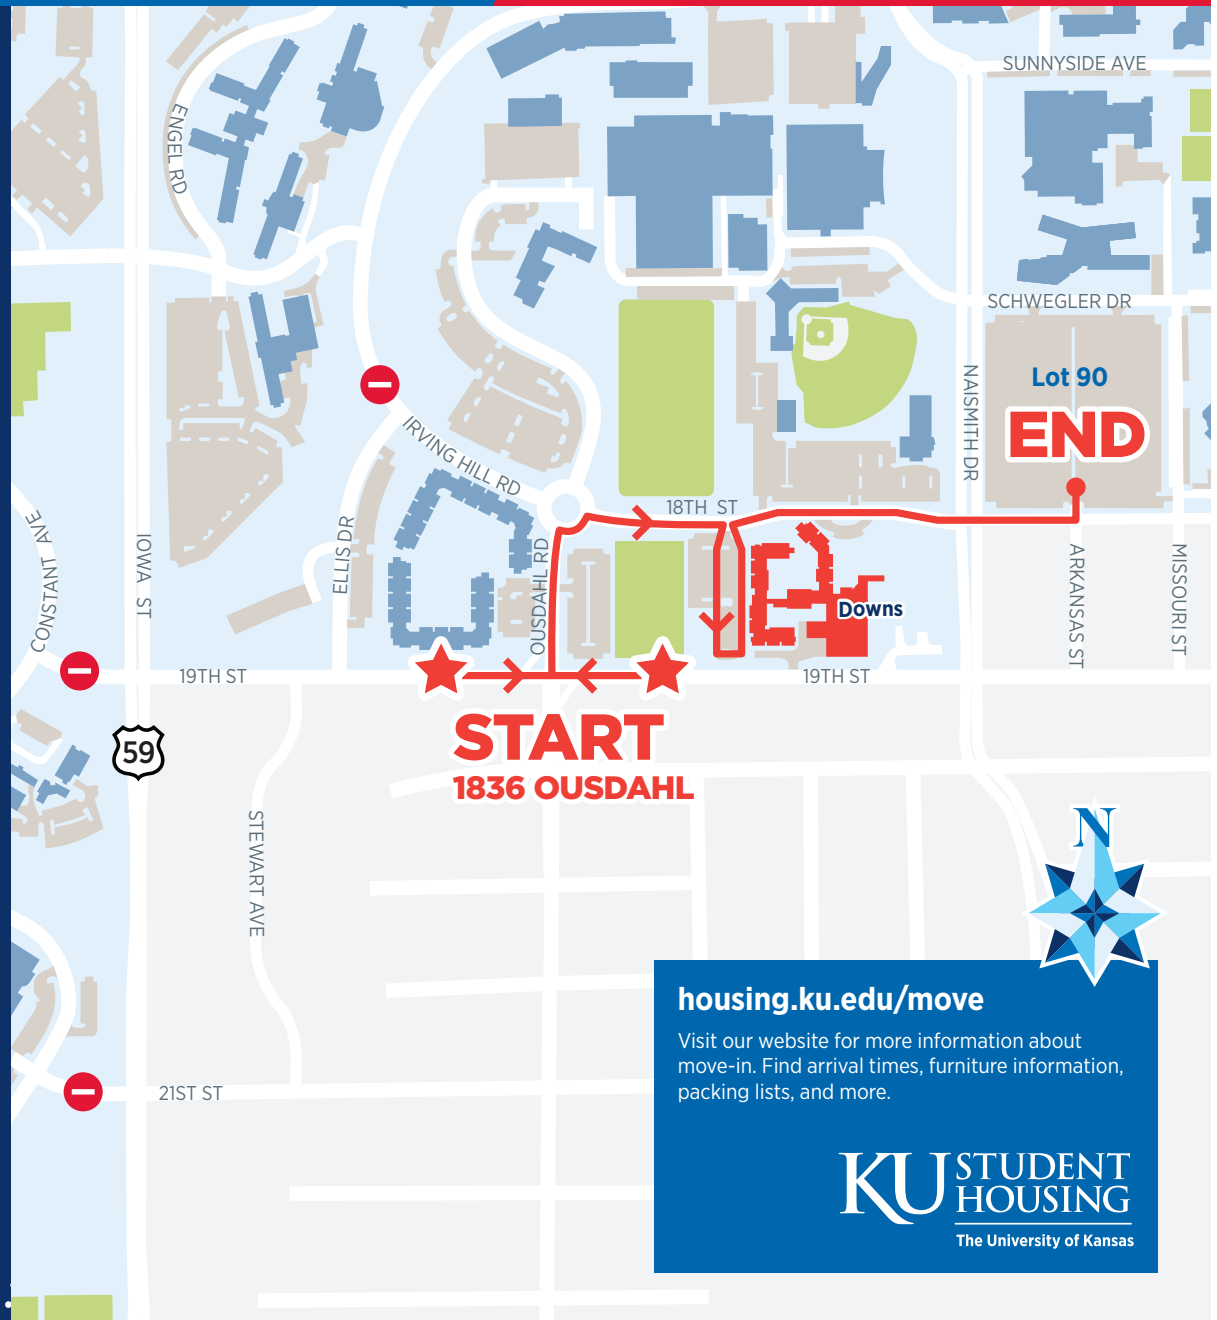 SUNNYSIDE AVE
ENGEL RD
SCHWEGLER DR
Lot 90
END
NAISMITH DR
IRVING HILL RD
18TH ST
CONSTANT AVE
IOWA ST
ELLIS DR
OUSDAHL RD
ARKANSAS ST
MISSOURI ST
Downs
19TH ST
19TH ST
START
1836 OUSDAHL
59
STEWART AVE
N
21ST ST
housing.ku.edu/move
Visit our website for more information about
move-in. Find arrival times, furniture information,
packing lists, and more.
KU STUDENT
HOUSING
The University of Kansas